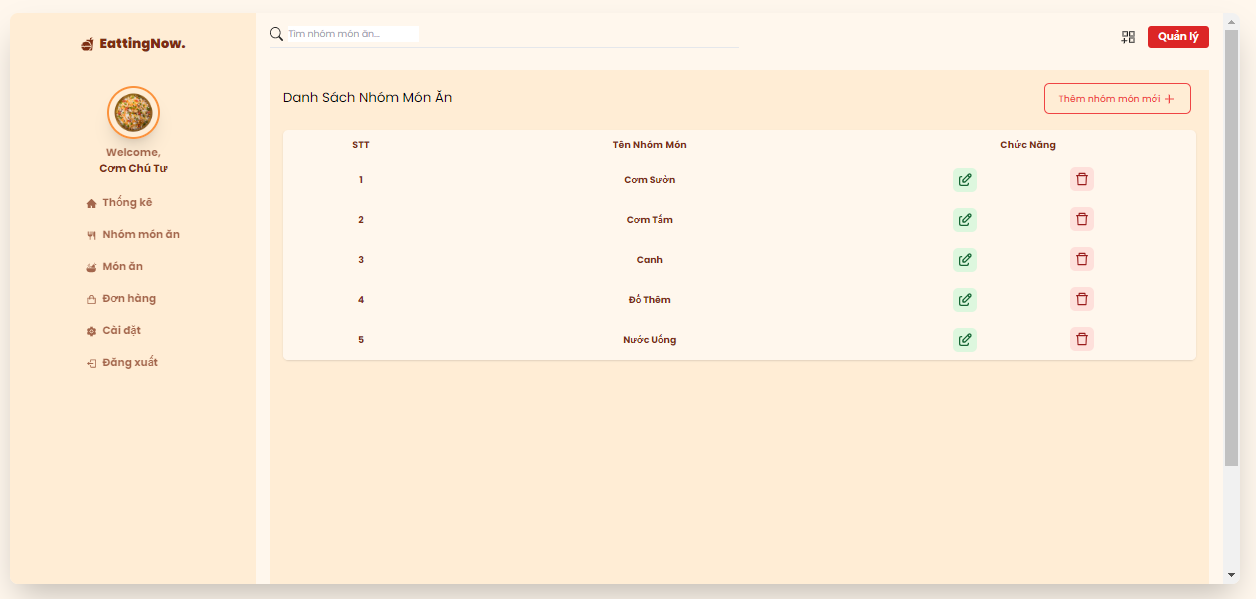 EattingNow.
Welcome,
Cơm Chú Tư
Thống kê
Nhóm món ăn
Món ăn
Đơn hàng
Cài đặt
Đăng xuất
Tìm nhóm món ăn...
Quản lý
Danh Sách Nhóm Món Ăn
Thêm nhóm món mới
STT Tên Nhóm Món Chức Năng
1 Cơm Sườn
2 Cơm Tấm
3 Canh
4 Đồ Thêm
5 Nước Uống